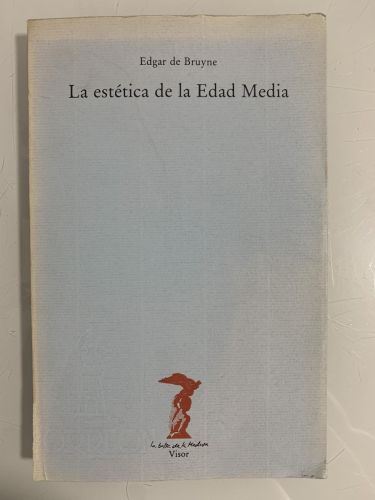 Edgar de Bruyne
La estética de la Edad Media
La balsa de la Medusa
Visor